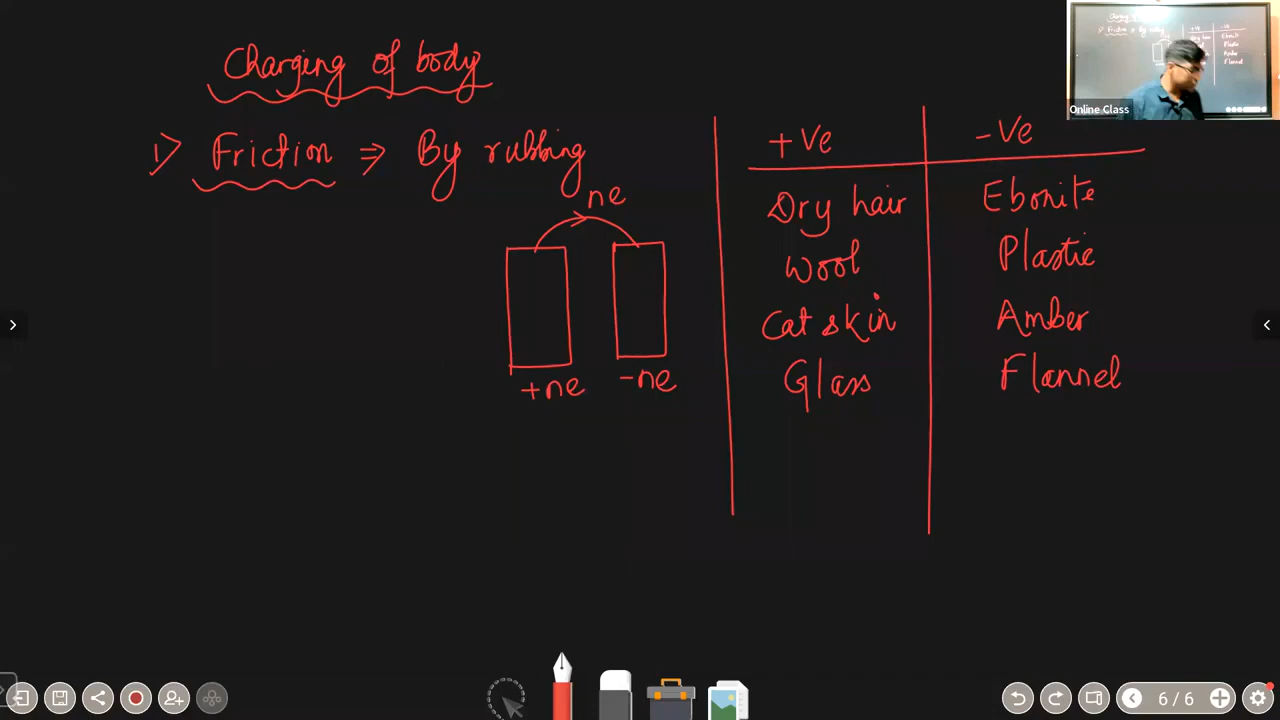 Charging of body
1) Friction ⇒ By rubbing
ne
+ne -ne
+Ve -Ve
Dry hair Ebonite
Wool Plastic
Cat skin Amber
Glass Flannel
Online Class
6/6